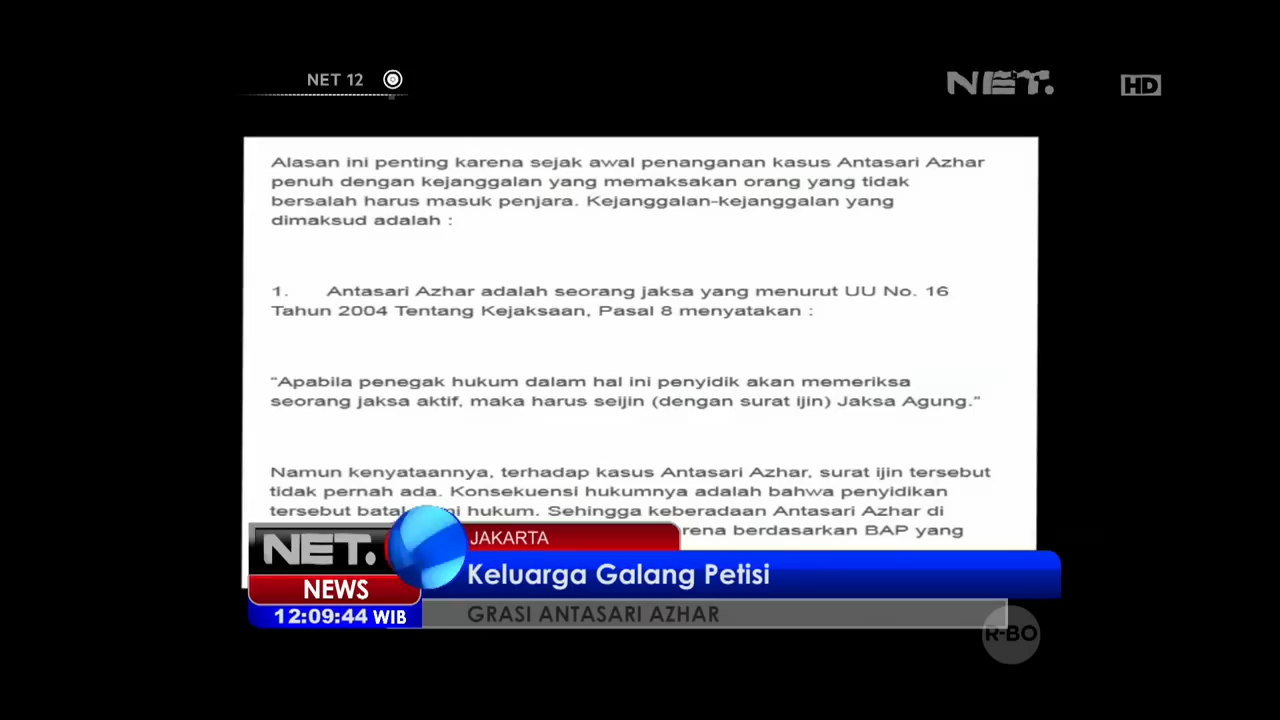 NET 12
NET.
HD
Alasan ini penting karena sejak awal penanganan kasus Antasari Azhar
penuh dengan kejanggalan yang memaksakan orang yang tidak
bersalah harus masuk penjara. Kejanggalan-kejanggalan yang
dimaksud adalah :
1. Antasari Azhar adalah seorang jaksa yang menurut UU No. 16
Tahun 2004 Tentang Kejaksaan, Pasal 8 menyatakan :
“Apabila penegak hukum dalam hal ini penyidik akan memeriksa
seorang jaksa aktif, maka harus seijin (dengan surat ijin) Jaksa Agung.”
Namun kenyataannya, terhadap kasus Antasari Azhar, surat ijin tersebut
tidak pernah ada. Konsekuensi hukumnya adalah bahwa penyidikan
tersebut hukum. Sehingga keberadaan Antasari Azhar di
berdasarkan BAP yang
NET.
NEWS
12:09:44 WIB
JAKARTA
Keluarga Galang Petisi
GRASI ANTASARI AZHAR
R-BO